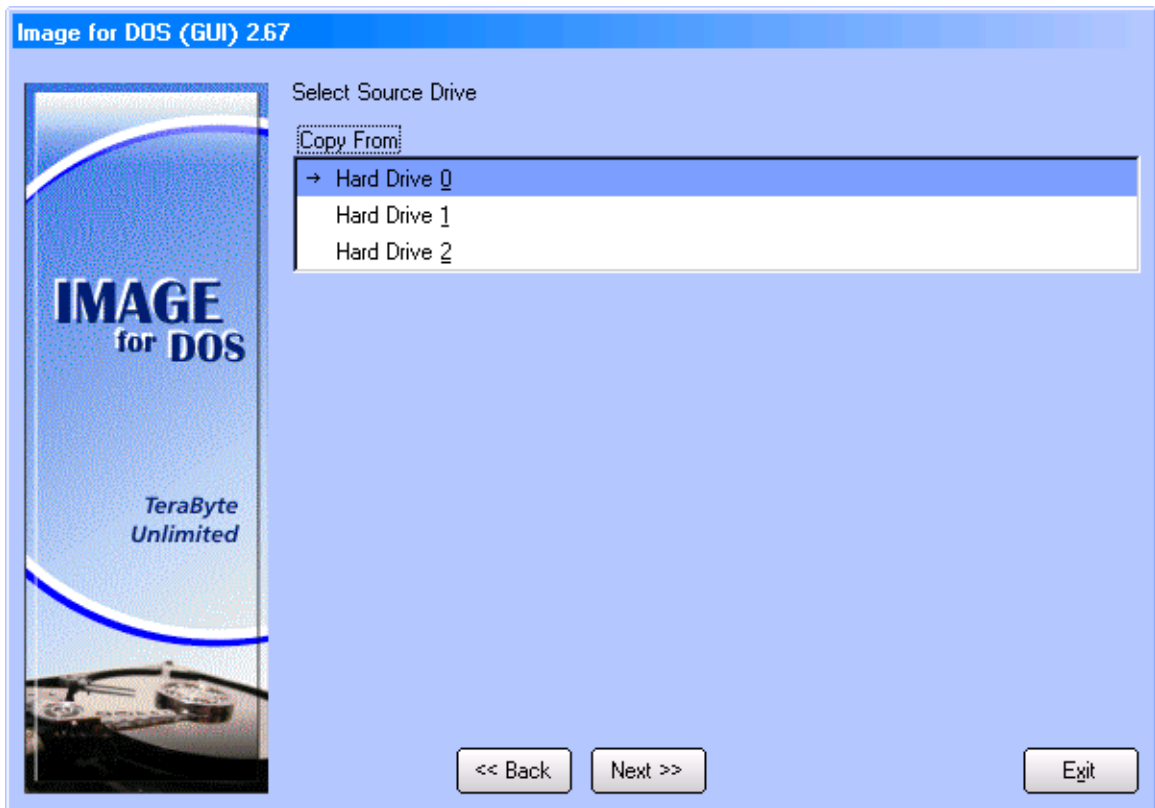 Image for DOS (GUI) 2.67
Select Source Drive
Copy From
→ Hard Drive 0
Hard Drive 1
Hard Drive 2
IMAGE
for DOS
TeraByte
Unlimited
<< Back
Next >>
Exit